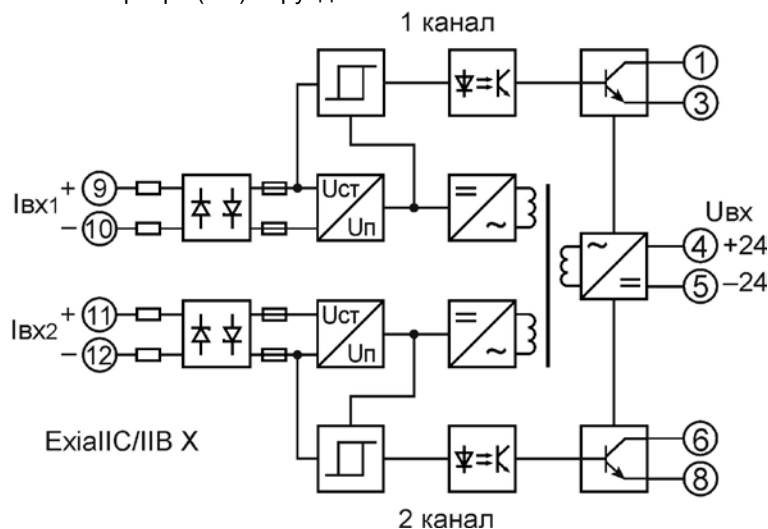 1 канал
1
3
Uст
Uп
Iвх1
+
9
−
10
=
~
Uвх
~
=
4
+24
5
−24
Iвх2
+
11
−
12
Uст
Uп
=
~
ExiaIIC/IIB X
6
8
2 канал